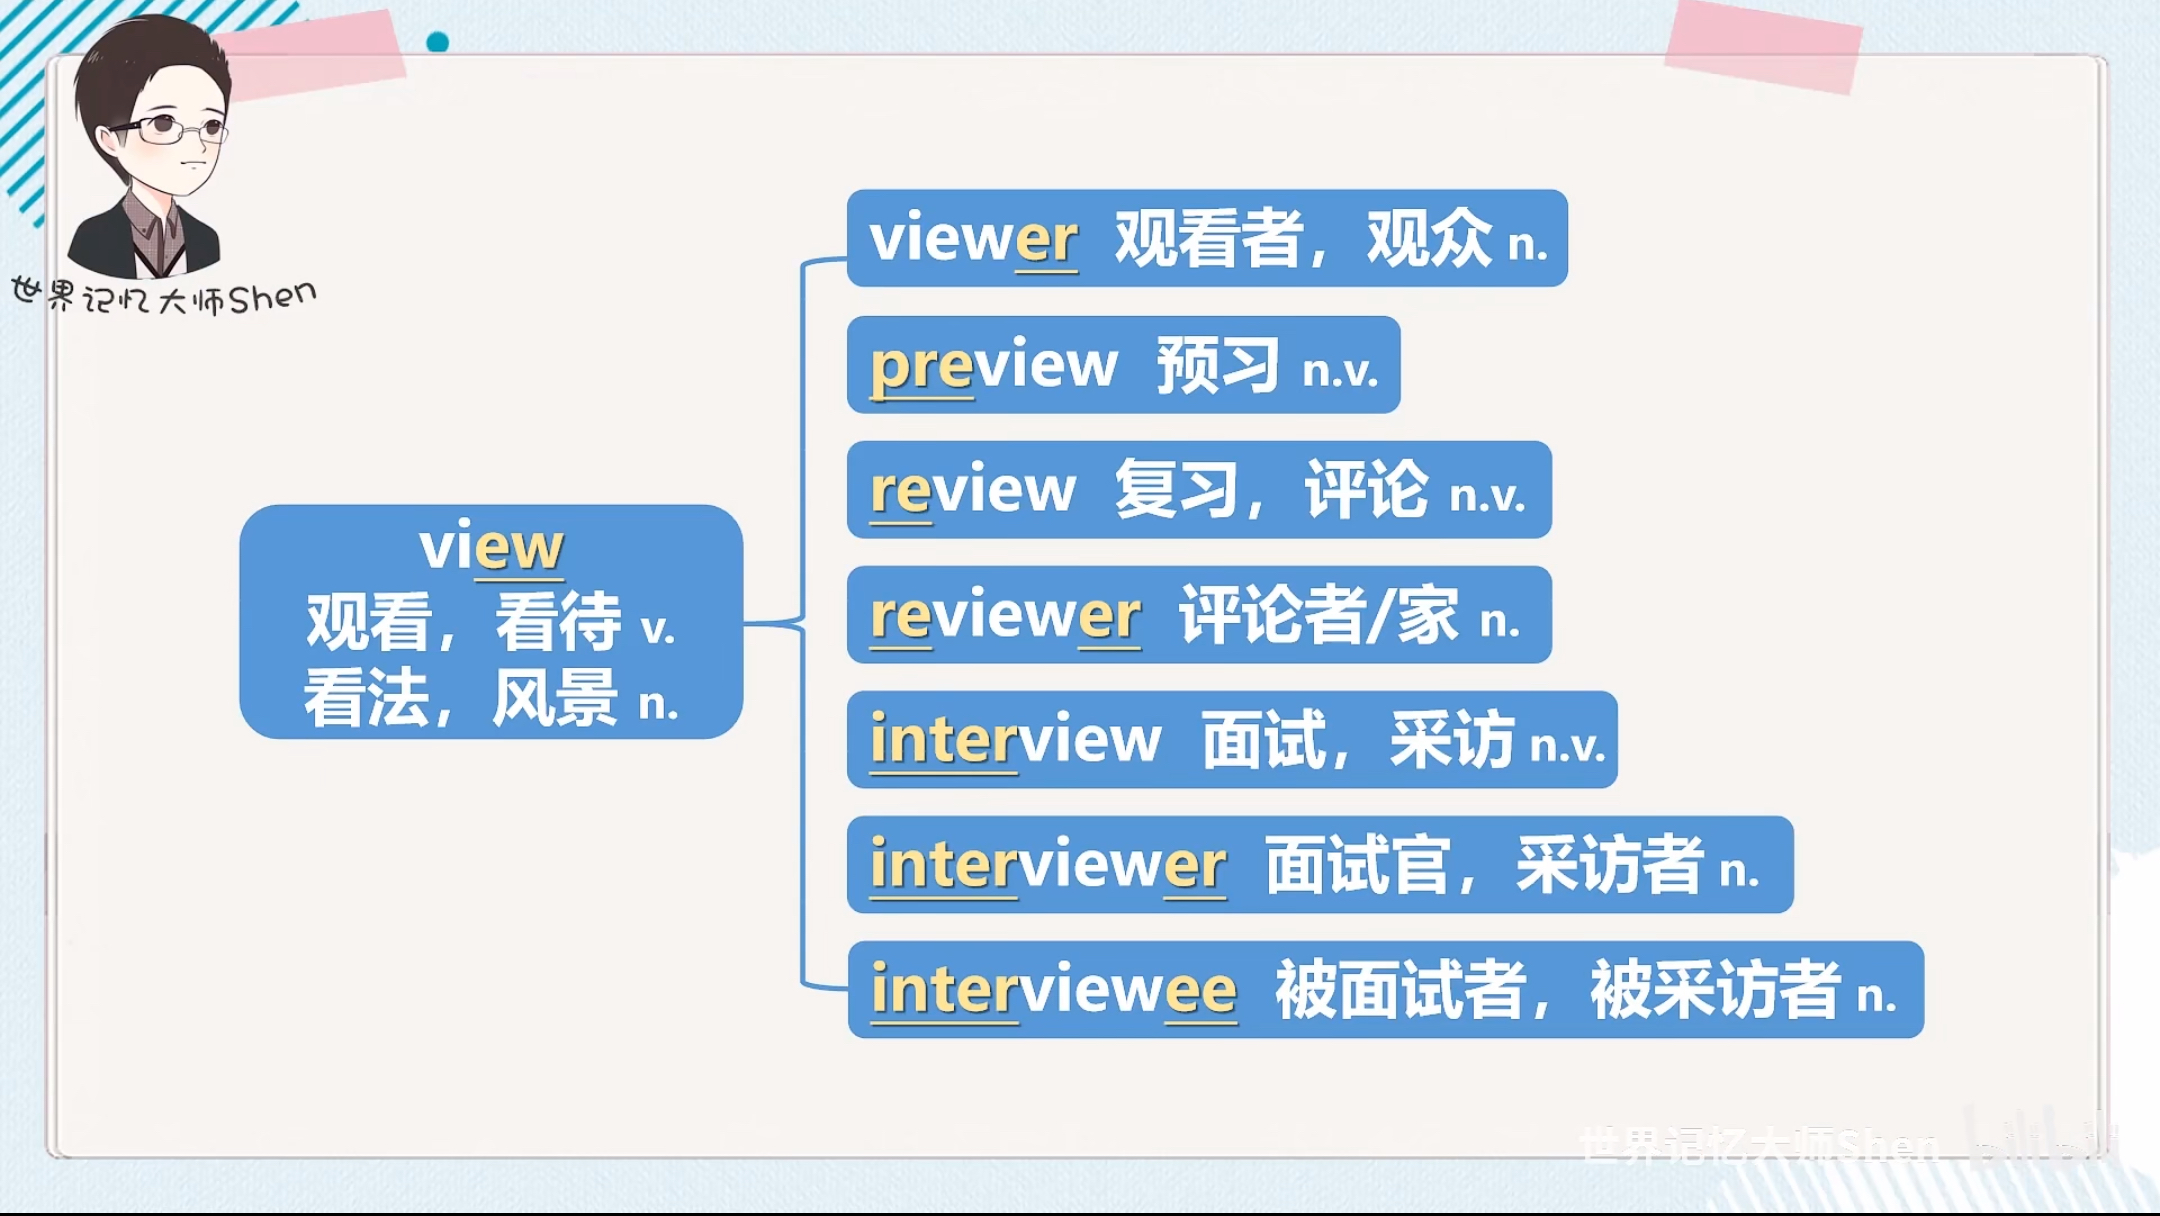 世界记忆大师Shen
view
观看，看待 v.
看法，风景 n.
viewer 观看者，观众 n.
preview 预习 n.v.
review 复习，评论 n.v.
reviewer 评论者/家 n.
interview 面试，采访 n.v.
interviewer 面试官，采访者 n.
interviewee 被面试者，被采访者 n.
世界记忆大师Shen bilibili